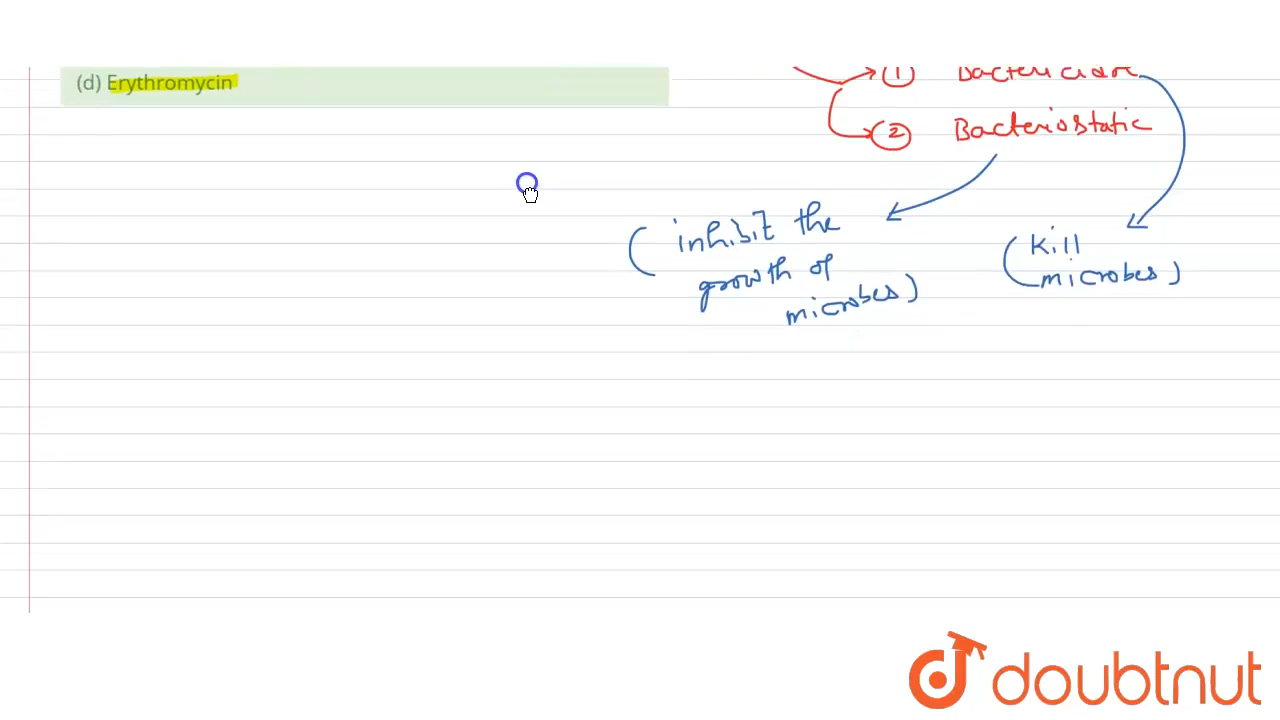 (d) Erythromycin
(1)
2 Bacteriostatic
( inhibit the
growth of
microbes )
( Kill
microbes )
doubtnut